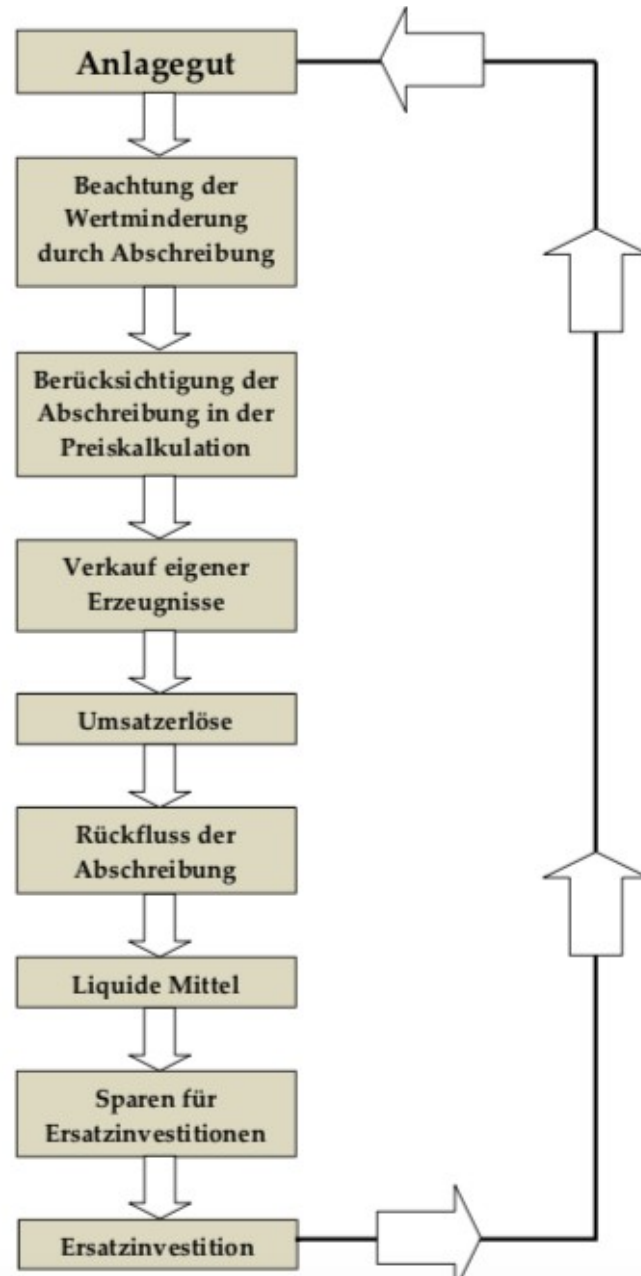 Anlagegut
Beachtung der
Wertminderung
durch Abschreibung
Berücksichtigung der
Abschreibung in der
Preiskalkulation
Verkauf eigener
Erzeugnisse
Umsatzerlöse
Rückfluss der
Abschreibung
Liquide Mittel
Sparen für
Ersatzinvestitionen
Ersatzinvestition